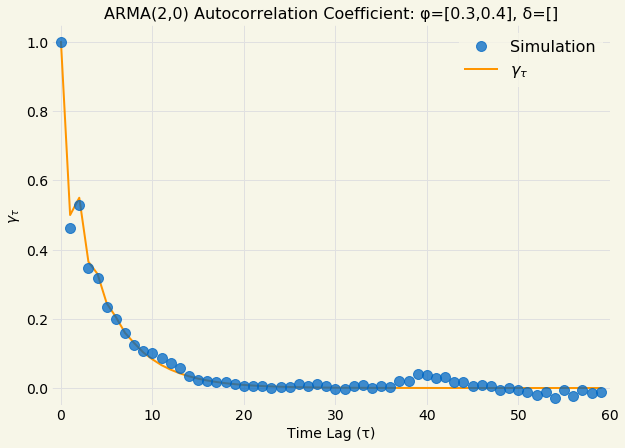 ARMA(2,0) Autocorrelation Coefficient: φ=[0.3,0.4], δ=[]
Simulation
γτ
γτ
1.0
0.8
0.6
0.4
0.2
0.0
0 10 20 30 40 50 60
Time Lag (τ)